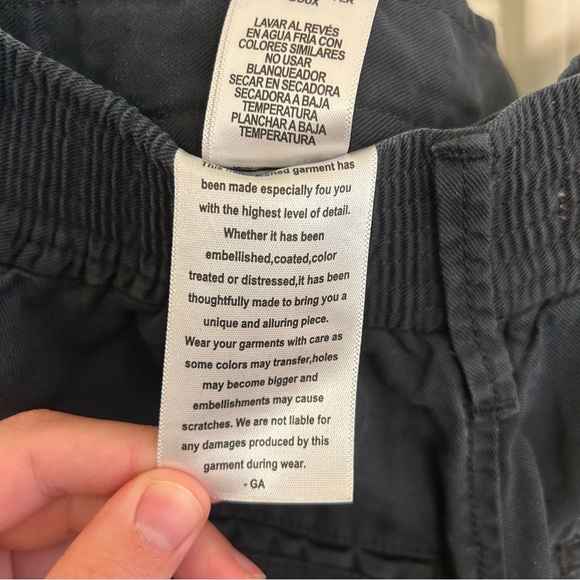 DOUX
LAVAR AL REVÉS
EN AGUA FRÍA CON
COLORES SIMILARES
NO USAR
BLANQUEADOR
SECAR EN SECADORA
SECADORA A BAJA
TEMPERATURA
PLANCHAR A BAJA
TEMPERATURA
This garment has
been made especially fou you
with the highest level of detail.
Whether it has been
embellished,coated,color
treated or distressed,it has been
thoughtfully made to bring you a
unique and alluring piece.
Wear your garments with care as
some colors may transfer,holes
may become bigger and
embellishments may cause
scratches. We are not liable for
any damages produced by this
garment during wear.
- GA